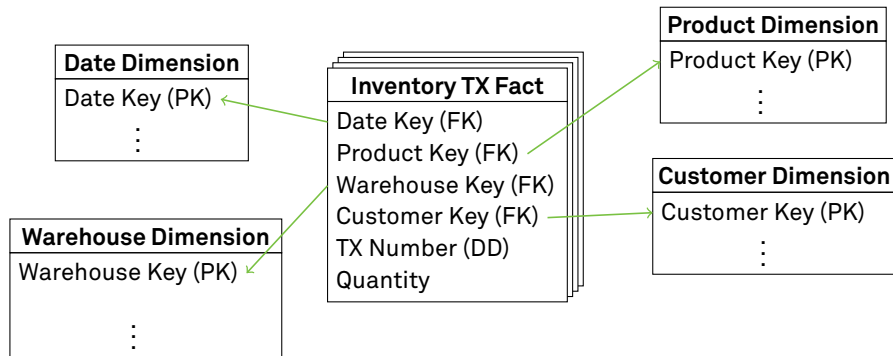 Date Dimension
Date Key (PK)
⋮
Warehouse Dimension
Warehouse Key (PK)
⋮
Inventory TX Fact
Date Key (FK)
Product Key (FK)
Warehouse Key (FK)
Customer Key (FK)
TX Number (DD)
Quantity
Product Dimension
Product Key (PK)
⋮
Customer Dimension
Customer Key (PK)
⋮